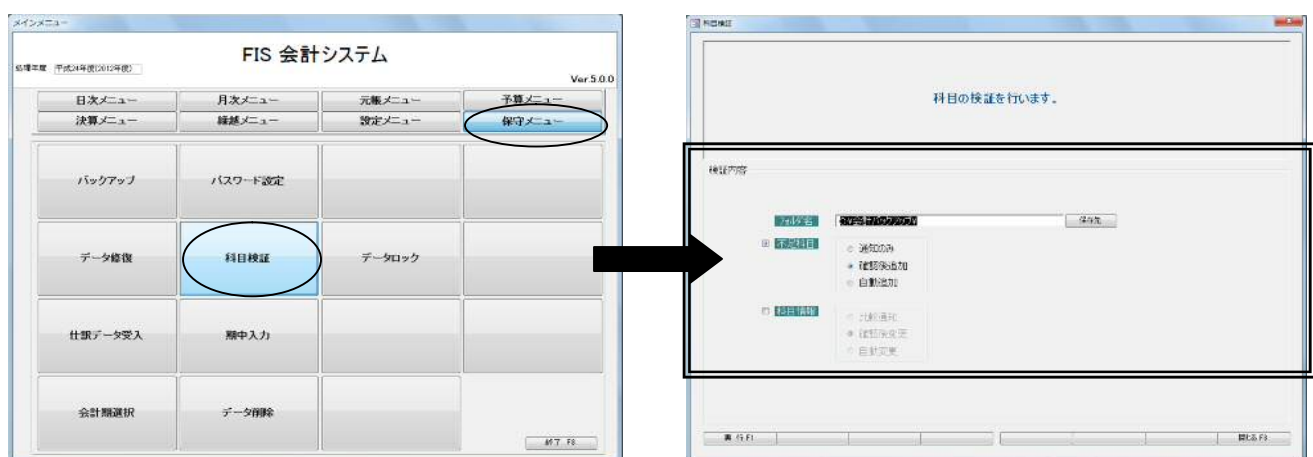 メインメニュー
FIS 会計システム
処理年度 平成24年度(2012年度)
Ver 5.0.0
日次メニュー 月次メニュー 元帳メニュー 予算メニュー
決算メニュー 繰越メニュー 設定メニュー 保守メニュー
バックアップ パスワード設定
データ修復 科目検証 データロック
仕訳データ受入 期中入力
会計期選択 データ削除
終了 F8
科目検証
科目の検証を行います。
検証内容
フォルダ名 保存先
不足科目
通知のみ
確認後追加
自動追加
科目情報
比較通知
確認後変更
自動変更
実 行 F1 閉じる F8